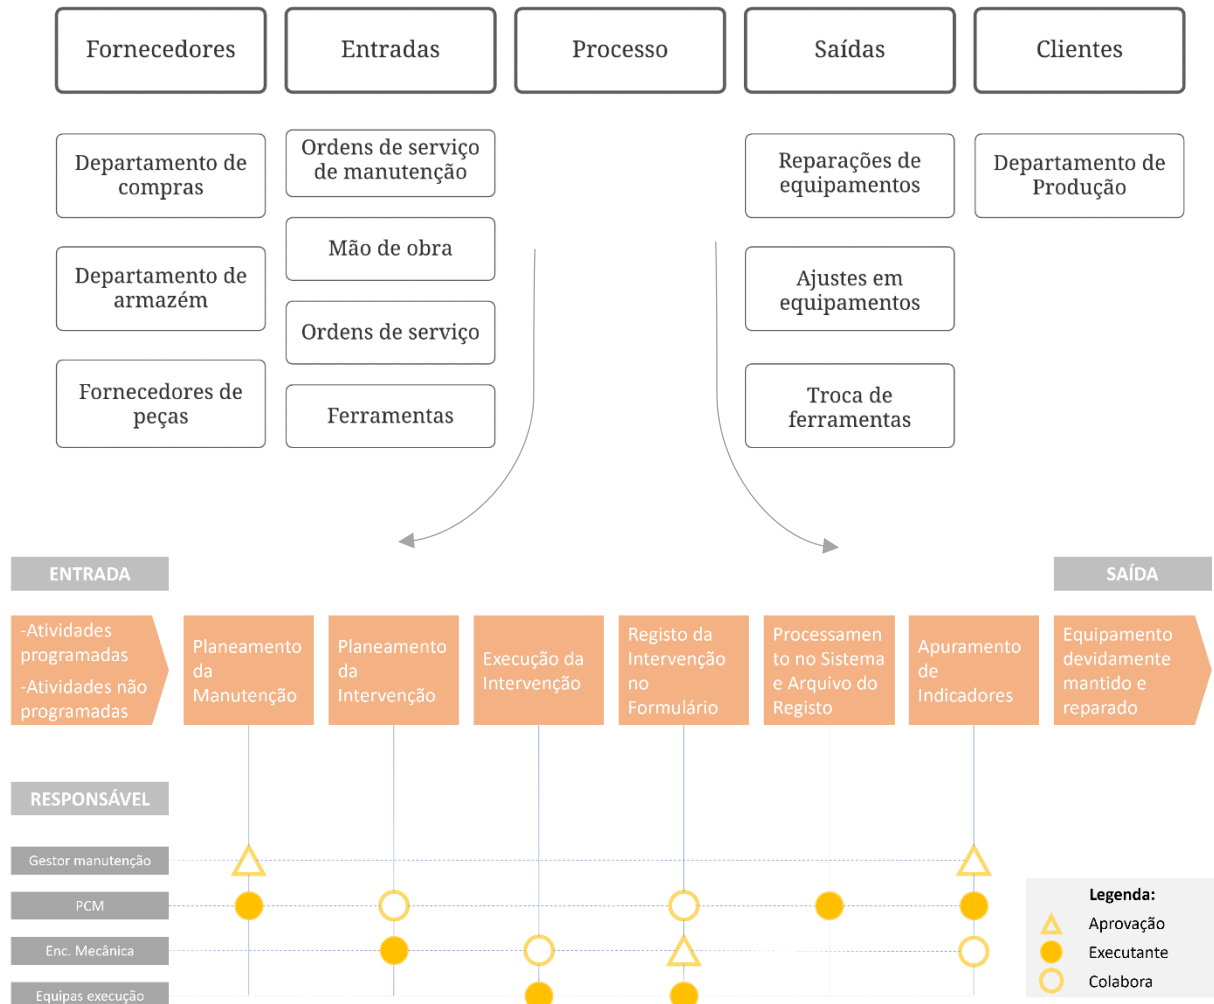 Fornecedores
Entradas
Processo
Saídas
Clientes
Departamento de
compras
Departamento de
armazém
Fornecedores de
peças
Ordens de serviço
de manutenção
Mão de obra
Ordens de serviço
Ferramentas
Reparações de
equipamentos
Ajustes em
equipamentos
Troca de
ferramentas
Departamento de
Produção
ENTRADA
SAÍDA
-Atividades
programadas
-Atividades não
programadas
Planeamento
da
Manutenção
Planeamento
da
Intervenção
Execução da
Intervenção
Registo da
Intervenção
no
Formulário
Processamen
to no Sistema
e Arquivo do
Registo
Apuramento
de
Indicadores
Equipamento
devidamente
mantido e
reparado
RESPONSÁVEL
Gestor manutenção
PCM
Enc. Mecânica
Equipas execução
Legenda:
Aprovação
Executante
Colabora